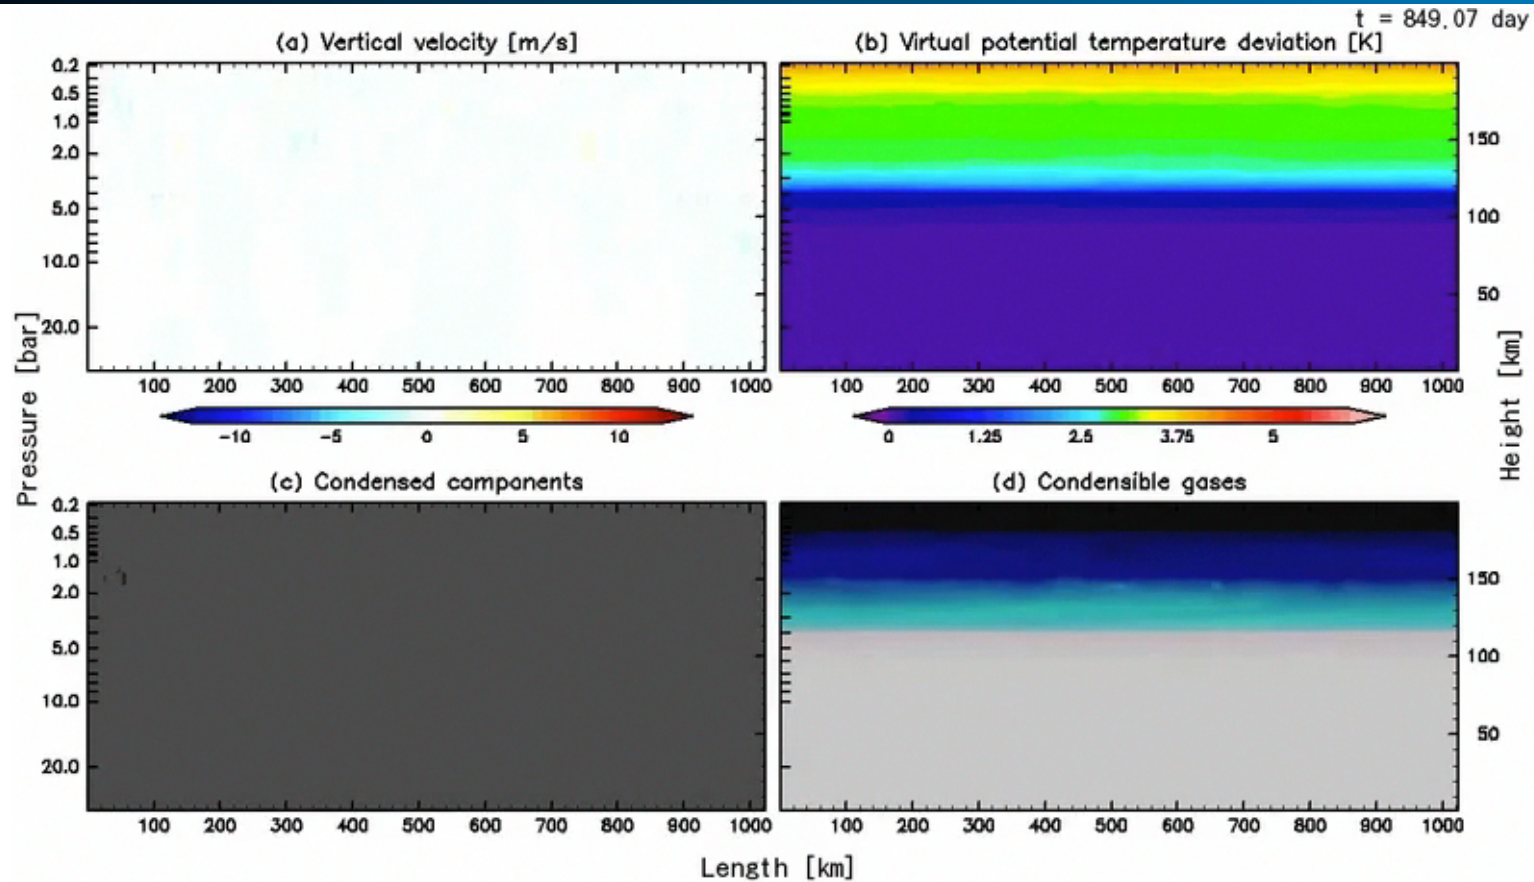 t = 849.07 day
(a) Vertical velocity [m/s]
(b) Virtual potential temperature deviation [K]
0.2
0.5
1.0
2.0
5.0
10.0
20.0
150
100
50
100 200 300 400 500 600 700 800 900 1000
100 200 300 400 500 600 700 800 900 1000
-10 -5 0 5 10
0 1.25 2.5 3.75 5
Pressure [bar]
Height [km]
(c) Condensed components
(d) Condensible gases
0.2
0.5
1.0
2.0
5.0
10.0
20.0
150
100
50
100 200 300 400 500 600 700 800 900 1000
100 200 300 400 500 600 700 800 900 1000
Length [km]